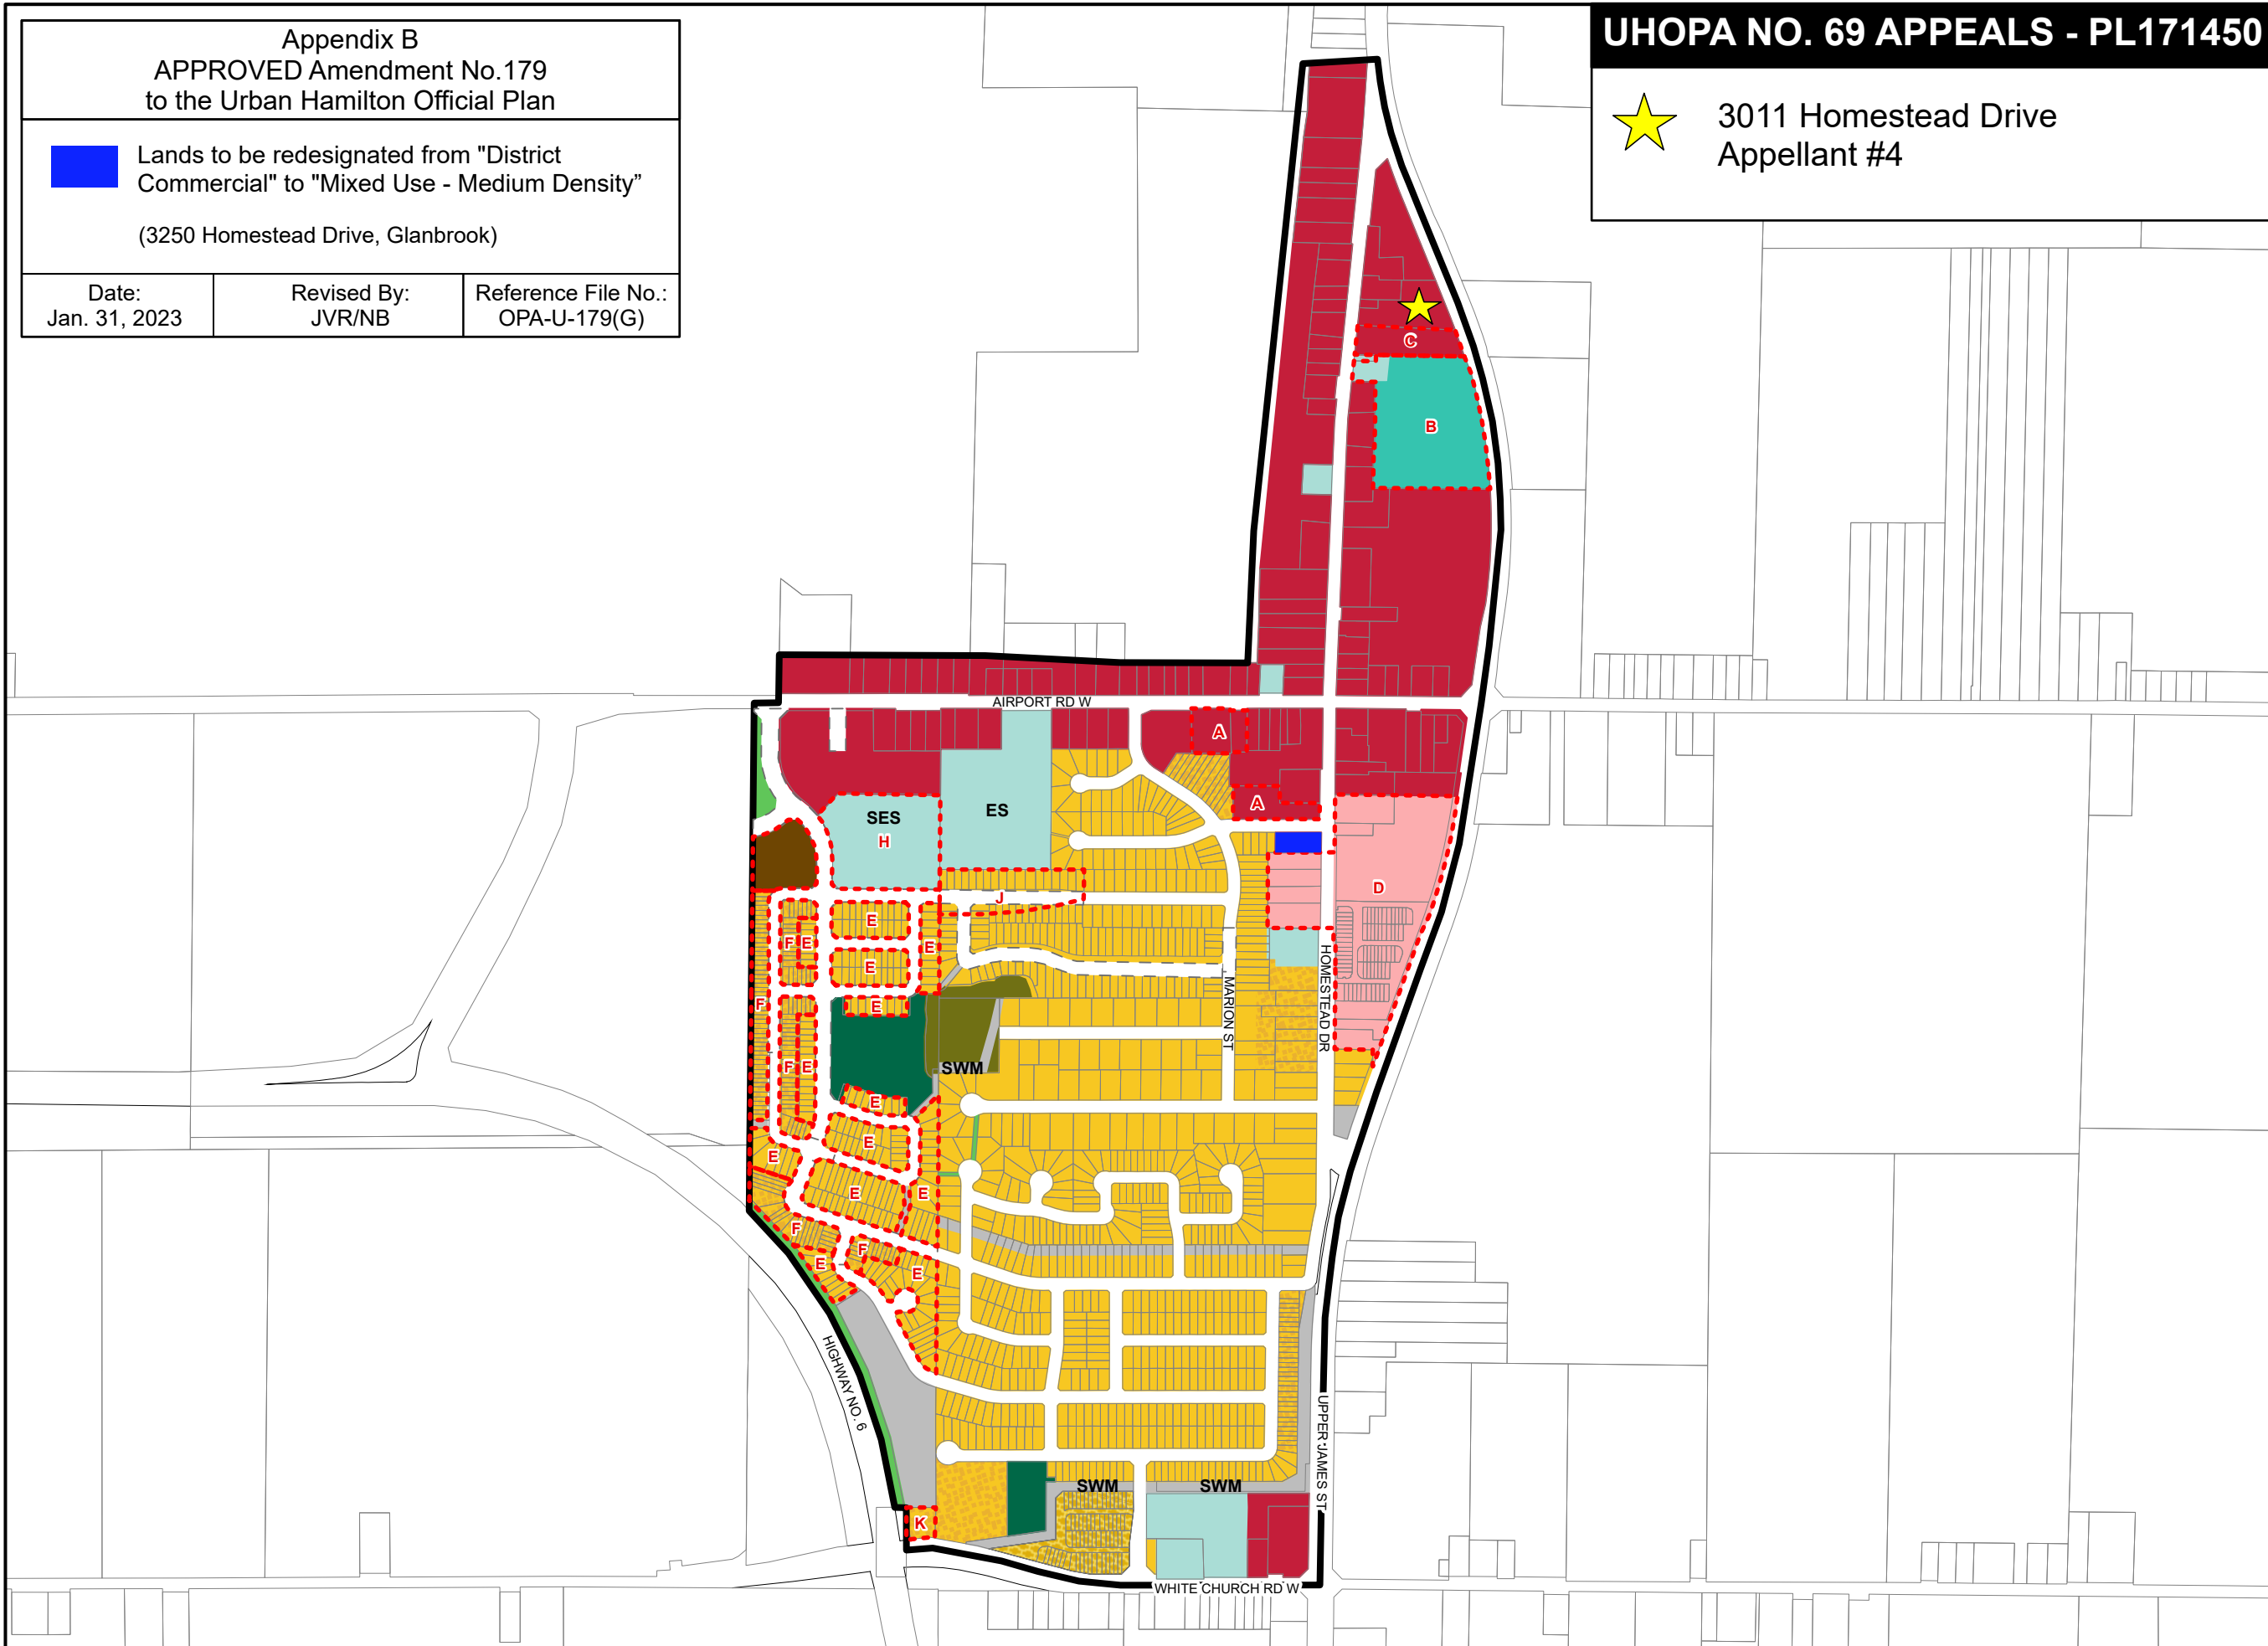 Appendix B
APPROVED Amendment No.179
to the Urban Hamilton Official Plan
Lands to be redesignated from "District
Commercial" to "Mixed Use - Medium Density”
(3250 Homestead Drive, Glanbrook)
Date:
Jan. 31, 2023
Revised By:
JVR/NB
Reference File No.:
OPA-U-179(G)
UHOPA NO. 69 APPEALS - PL171450
3011 Homestead Drive
Appellant #4
C
B
AIRPORT RD W
A
A
SES
H
ES
D
J
E
F E
E
E
F
E
MARION ST
HOMESTEAD DR
F E
SWM
E
E
E
E
E
F
F
E
E
HIGHWAY NO. 6
UPPER JAMES ST
SWM
SWM
K
WHITE CHURCH RD W